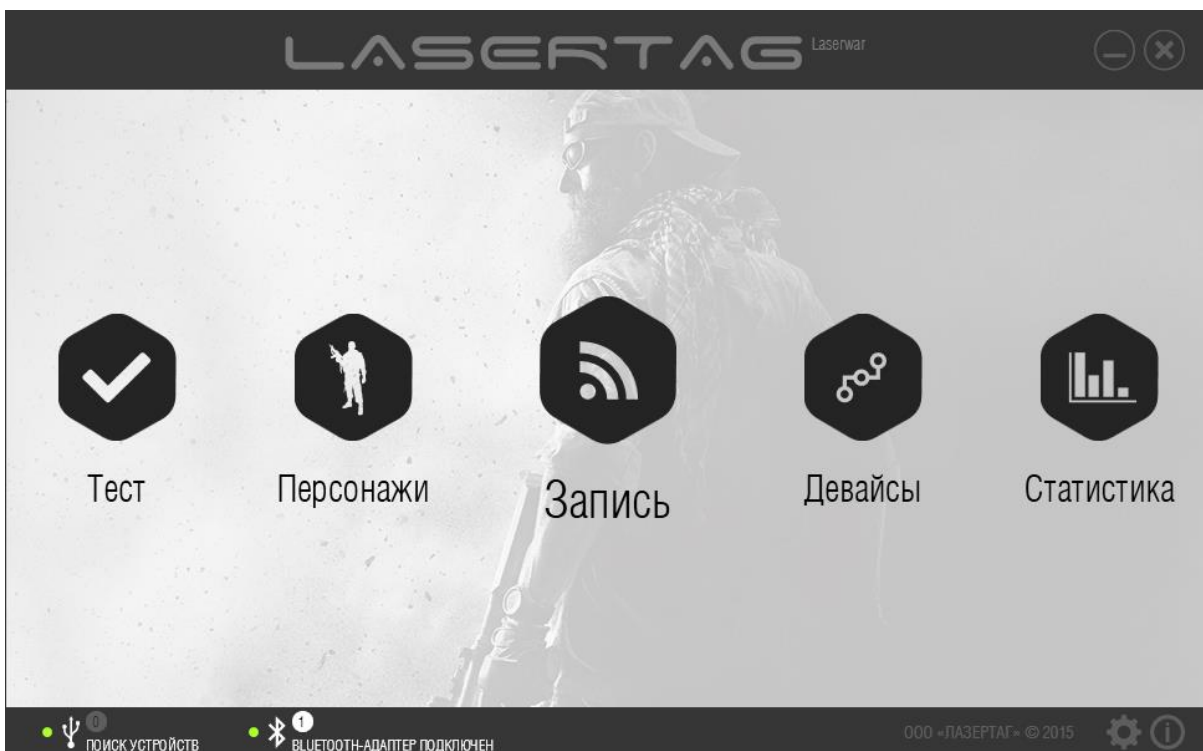 LASERTAG Laserwar
Тест
Персонажи
Запись
Девайсы
Статистика
0
ПОИСК УСТРОЙСТВ
1
BLUETOOTH-АДАПТЕР ПОДКЛЮЧЕН
ООО «ЛАЗЕРТАГ» © 2015